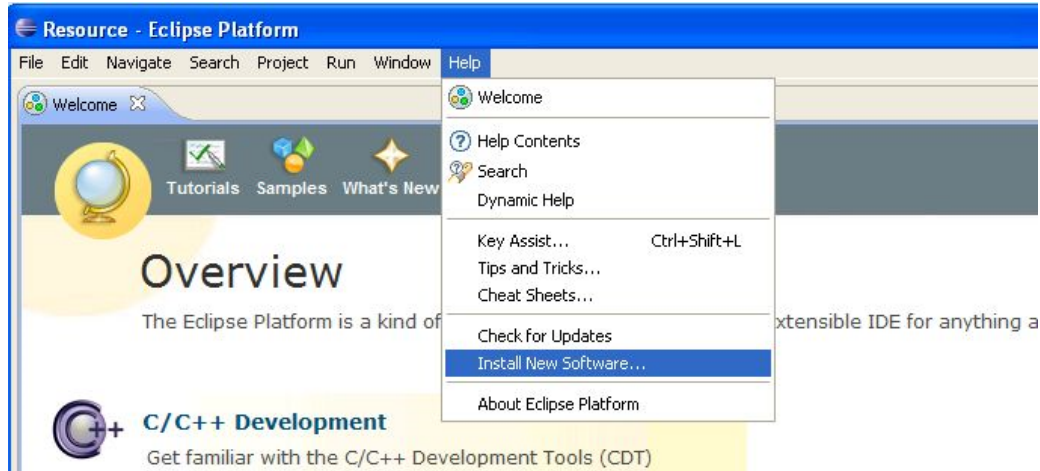 Resource - Eclipse Platform
File Edit Navigate Search Project Run Window Help
Welcome
Welcome
Help Contents
Search
Dynamic Help
Key Assist... Ctrl+Shift+L
Tips and Tricks...
Cheat Sheets...
Check for Updates
Install New Software...
About Eclipse Platform
Tutorials Samples What's New
Overview
The Eclipse Platform is a kind of xtensible IDE for anything a
C/C++ Development
Get familiar with the C/C++ Development Tools (CDT)